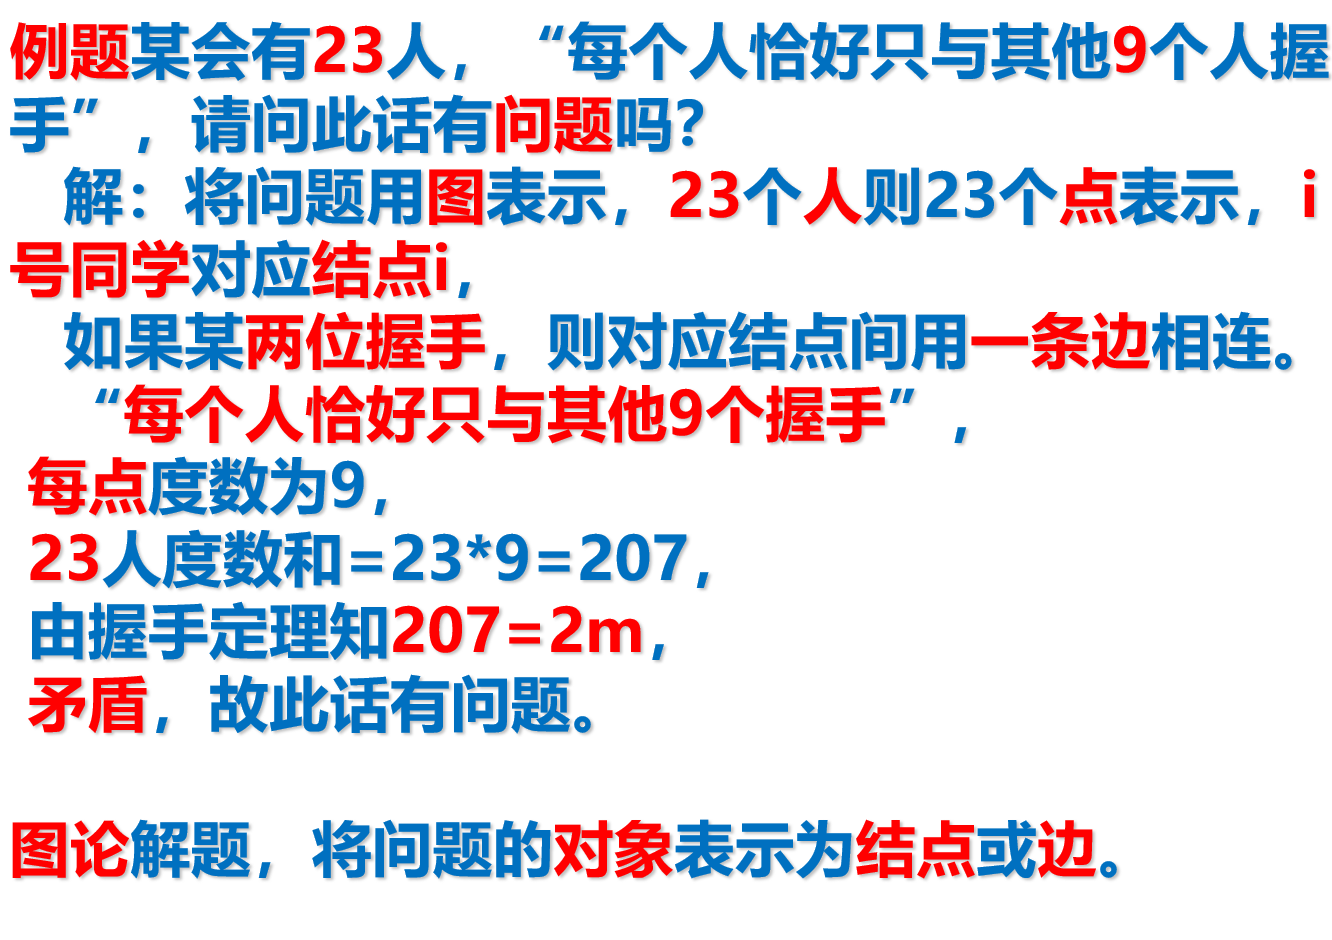 例题某会有23人，“每个人恰好只与其他9个人握
手”，请问此话有问题吗？
解：将问题用图表示，23个人则23个点表示，i
号同学对应结点i，
如果某两位握手，则对应结点间用一条边相连。
“每个人恰好只与其他9个握手”，
每点度数为9，
23人度数和=23*9=207，
由握手定理知207=2m，
矛盾，故此话有问题。
图论解题，将问题的对象表示为结点或边。